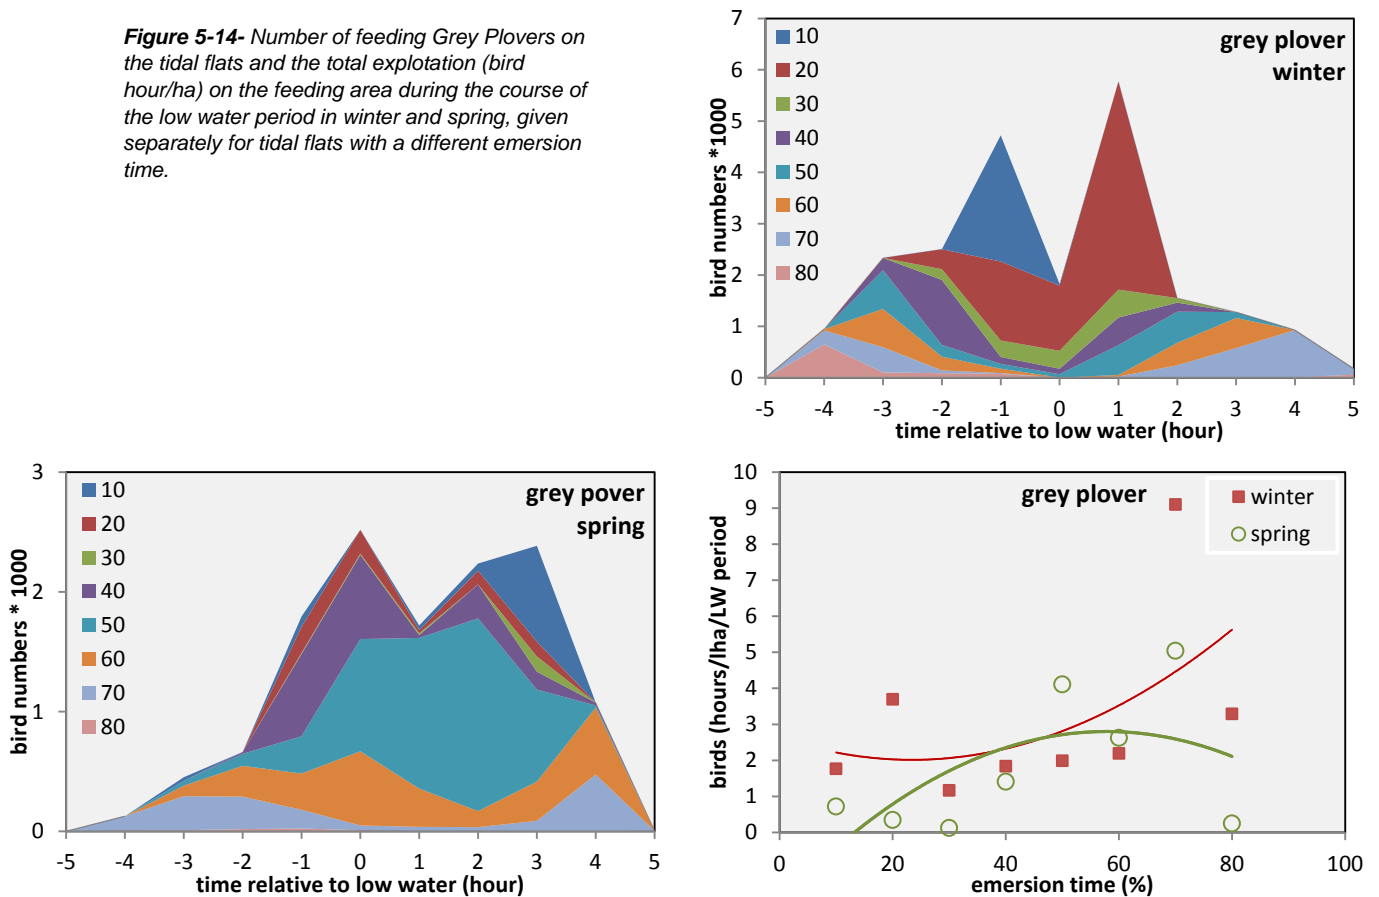 Figure 5-14- Number of feeding Grey Plovers on
the tidal flats and the total explotation (bird
hour/ha) on the feeding area during the course of
the low water period in winter and spring, given
separately for tidal flats with a different emersion
time.
grey plover
winter
7
6
5
4
3
2
1
0
bird numbers *1000
10
20
30
40
50
60
70
80
-5 -4 -3 -2 -1 0 1 2 3 4 5
time relative to low water (hour)
grey pover
spring
3
2
1
0
bird numbers * 1000
10
20
30
40
50
60
70
80
-5 -4 -3 -2 -1 0 1 2 3 4 5
time relative to low water (hour)
grey plover
winter
spring
10
9
8
7
6
5
4
3
2
1
0
birds (hours/lha/LW period
0 20 40 60 80 100
emersion time (%)